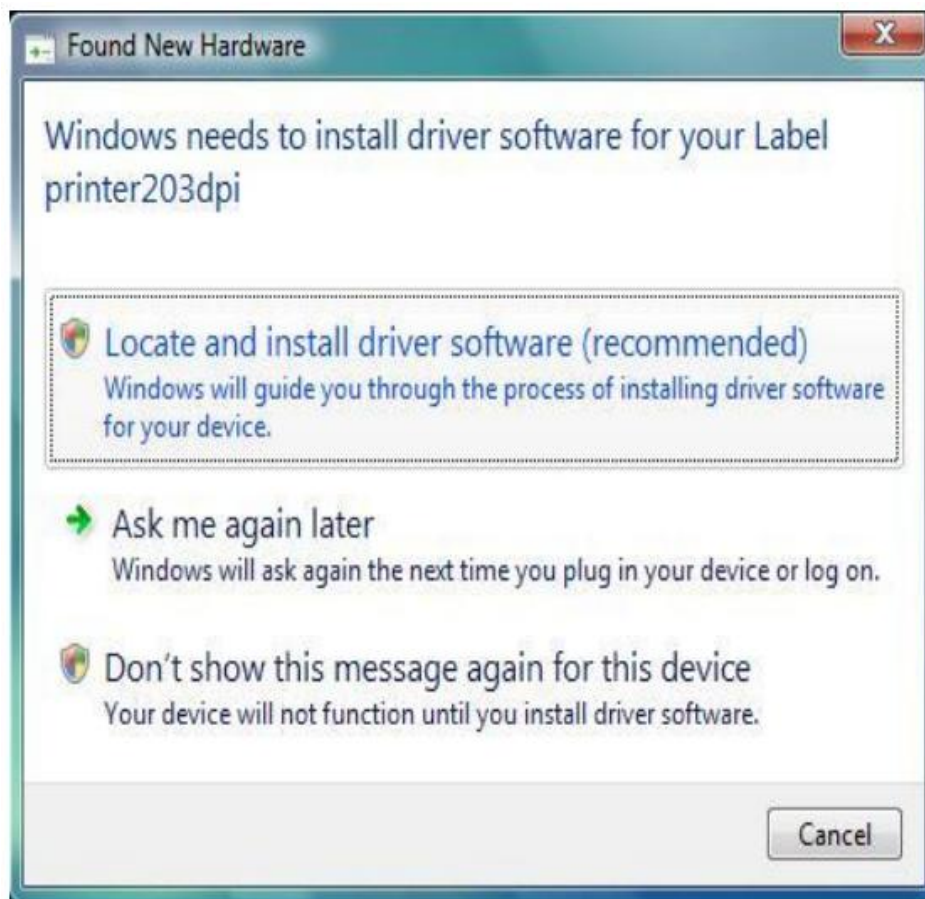 Found New Hardware
Windows needs to install driver software for your Label
printer203dpi
Locate and install driver software (recommended)
Windows will guide you through the process of installing driver software
for your device.
Ask me again later
Windows will ask again the next time you plug in your device or log on.
Don't show this message again for this device
Your device will not function until you install driver software.
Cancel